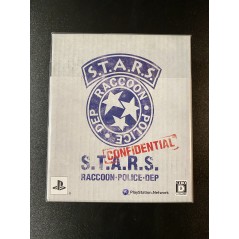 S.T.A.R.S.
RACCOON
POLICE
DEP
CONFIDENTIAL
S.T.A.R.S.
RACCOON·POLICE·DEP
PlayStation Network
D